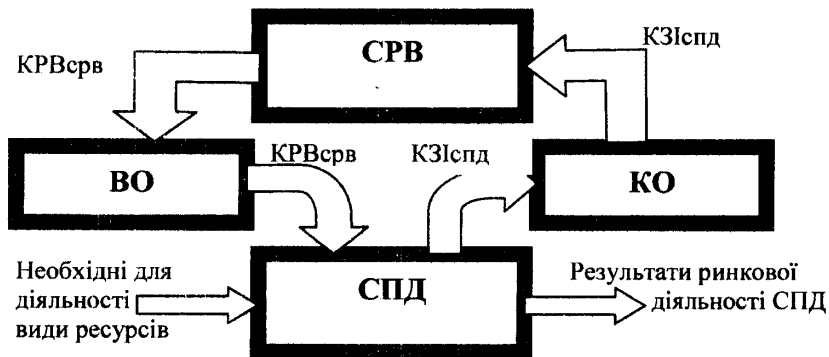 КЗІспд
СРВ
КРВсрв
КРВсрв
КЗІспд
ВО
КО
Необхідні для
діяльності
види ресурсів
СПД
Результати ринкової
діяльності СПД